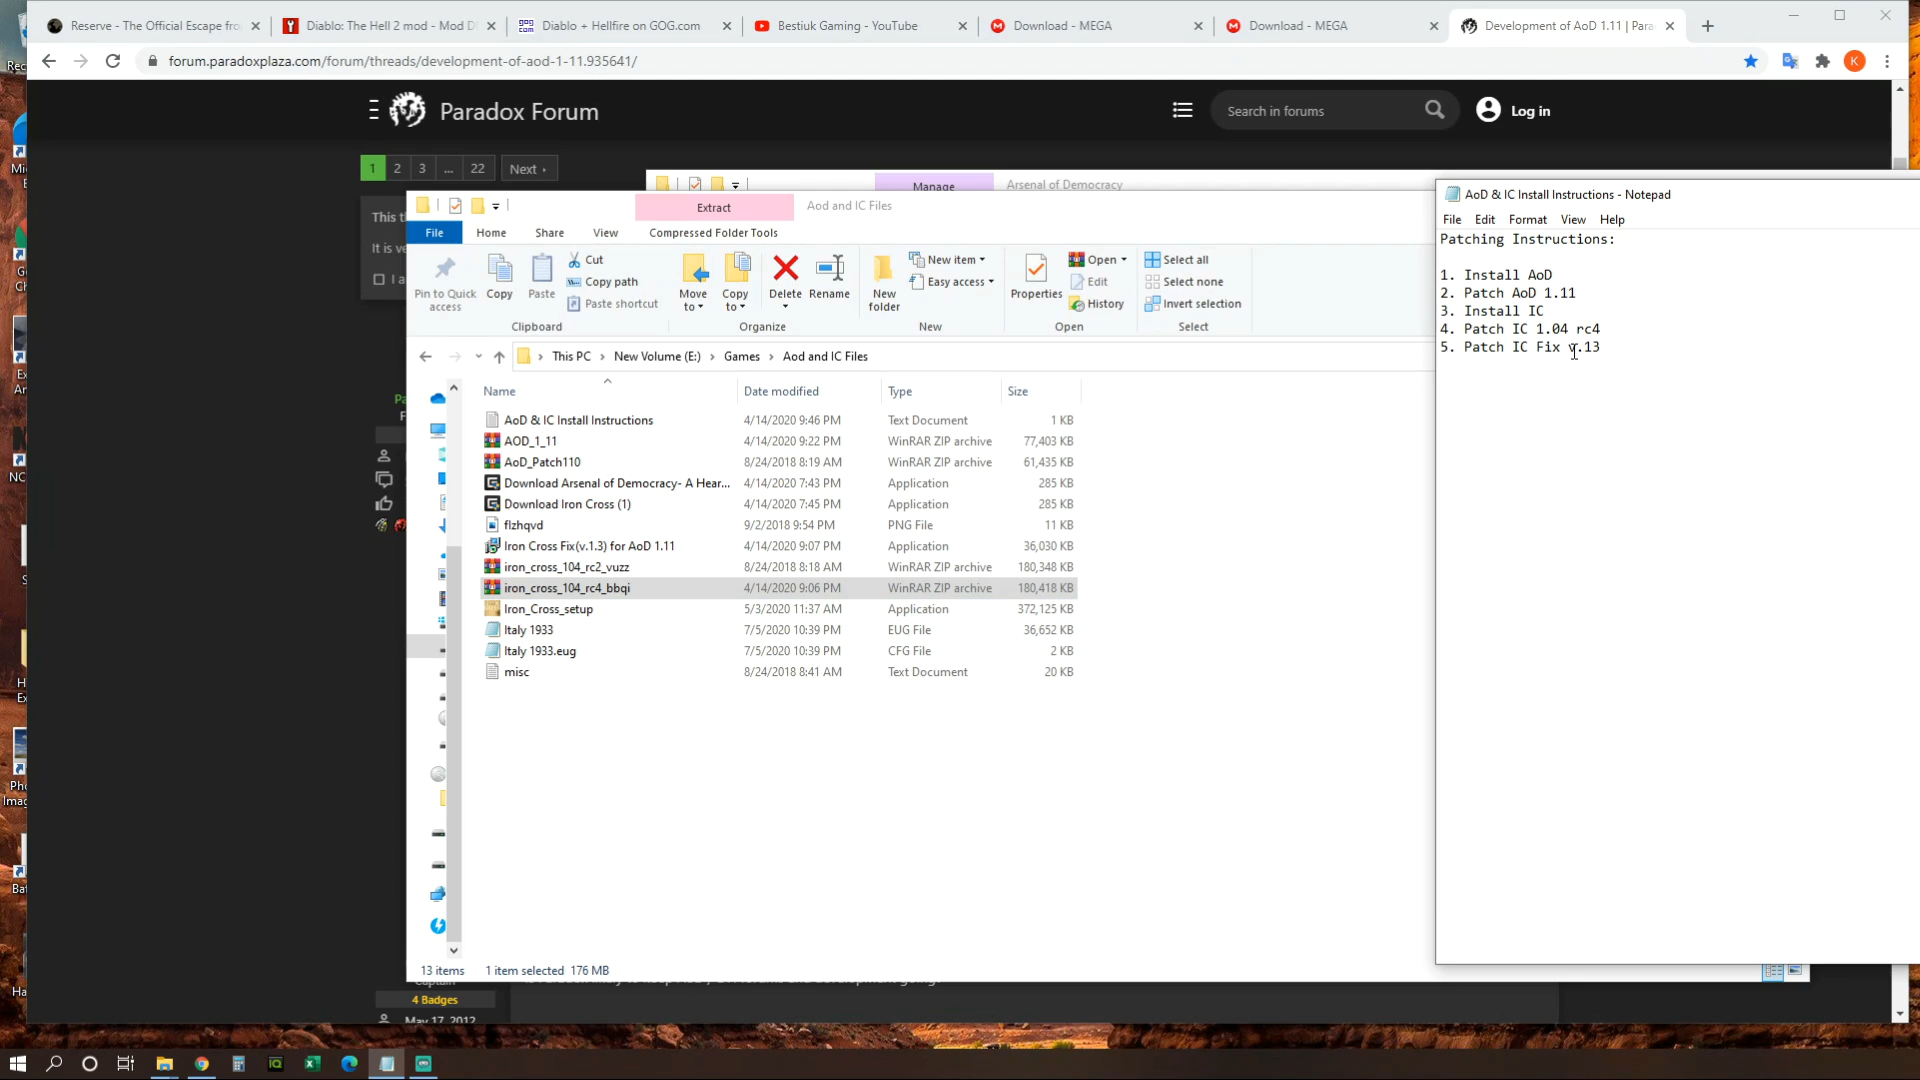 Reserve - The Official Escape fro
Diablo: The Hell 2 mod - Mod D
Diablo + Hellfire on GOG.com
Bestiuk Gaming - YouTube
Download - MEGA
Download - MEGA
Development of AoD 1.11 | Para
forum.paradoxplaza.com/forum/threads/development-of-aod-1-11.935641/
K
Paradox Forum
Search in forums
Log in
1 2 3 ... 22 Next
Manage
Arsenal of Democracy
Extract
Aod and IC Files
File Home Share View Compressed Folder Tools
Pin to Quick access
Copy
Paste
Cut
Copy path
Paste shortcut
Clipboard
Move to
Copy to
Delete
Rename
Organize
New folder
New item
Easy access
New
Properties
Open
Edit
History
Open
Select all
Select none
Invert selection
Select
This PC New Volume (E:) Games Aod and IC Files
Name Date modified Type Size
AoD & IC Install Instructions 4/14/2020 9:46 PM Text Document 1 KB
AOD_1_11 4/14/2020 9:22 PM WinRAR ZIP archive 77,403 KB
AoD_Patch110 8/24/2018 8:19 AM WinRAR ZIP archive 61,435 KB
Download Arsenal of Democracy- A Hear... 4/14/2020 7:43 PM Application 285 KB
Download Iron Cross (1) 4/14/2020 7:45 PM Application 285 KB
flzhqvd 9/2/2018 9:54 PM PNG File 11 KB
Iron Cross Fix(v.1.3) for AoD 1.11 4/14/2020 9:07 PM Application 36,030 KB
iron_cross_104_rc2_vuzz 8/24/2018 8:18 AM WinRAR ZIP archive 180,348 KB
iron_cross_104_rc4_bbqi 4/14/2020 9:06 PM WinRAR ZIP archive 180,418 KB
Iron_Cross_setup 5/3/2020 11:37 AM Application 372,125 KB
Italy 1933 7/5/2020 10:39 PM EUG File 36,652 KB
Italy 1933.eug 7/5/2020 10:39 PM CFG File 2 KB
misc 8/24/2018 8:41 AM Text Document 20 KB
13 items 1 item selected 176 MB
4 Badges
May 17, 2012
AoD & IC Install Instructions - Notepad
File Edit Format View Help
Patching Instructions:
1. Install AoD
2. Patch AoD 1.11
3. Install IC
4. Patch IC 1.04 rc4
5. Patch IC Fix v.13